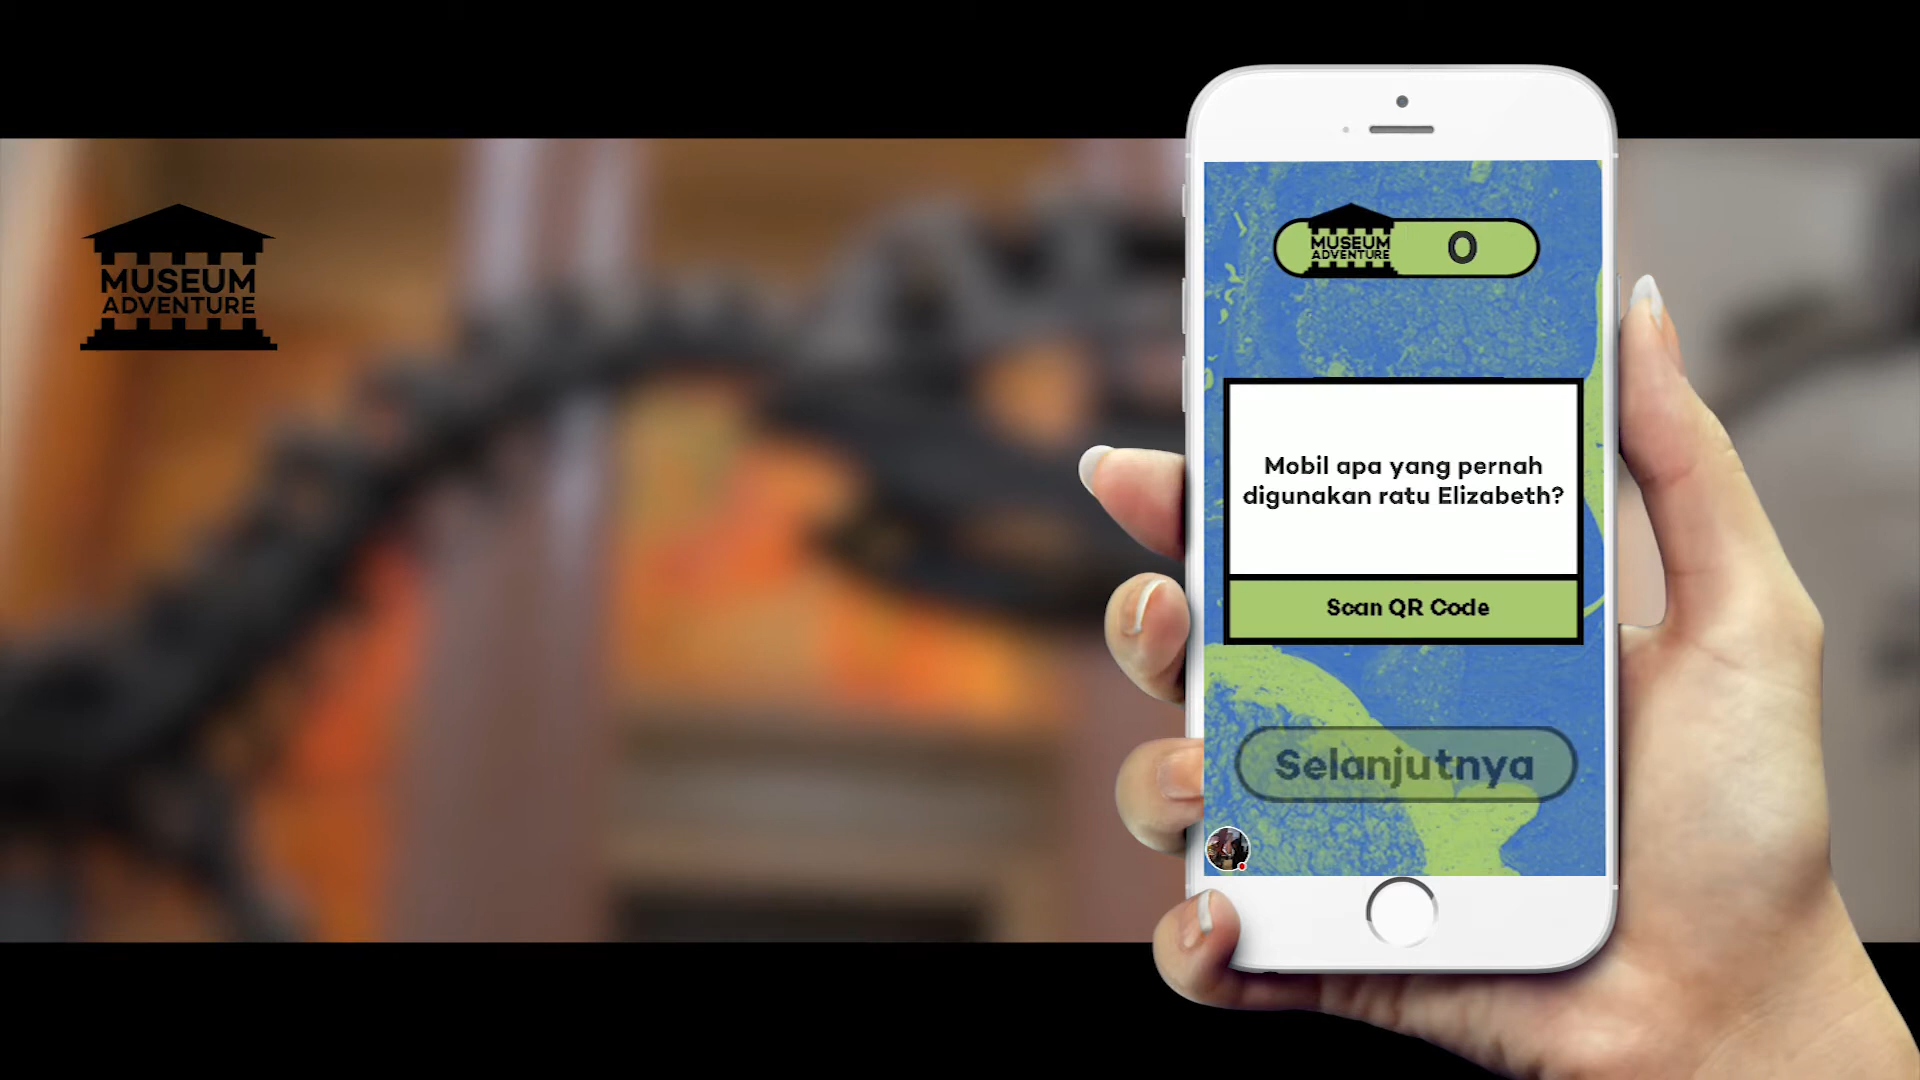 MUSEUM
ADVENTURE
MUSEUM
ADVENTURE
0
Mobil apa yang pernah
digunakan ratu Elizabeth?
Scan QR Code
Selanjutnya